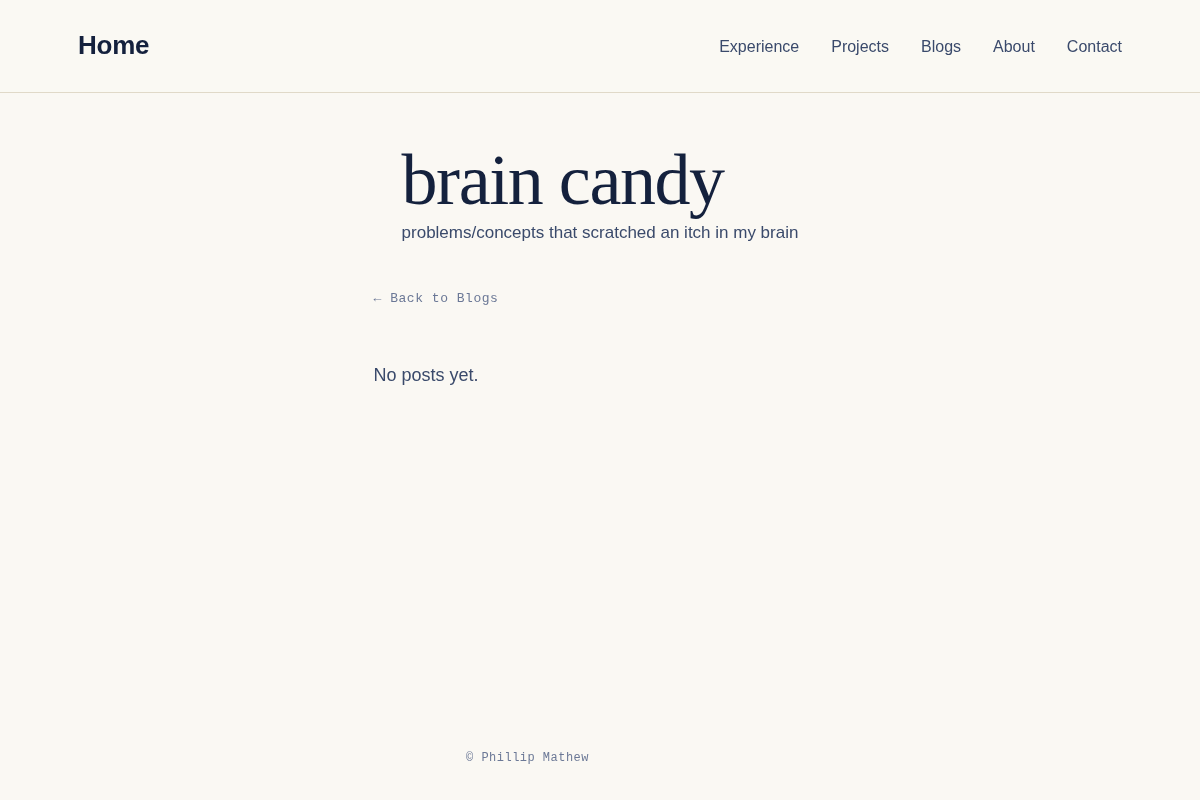 Home
Experience Projects Blogs About Contact
brain candy
problems/concepts that scratched an itch in my brain
← Back to Blogs
No posts yet.
© Phillip Mathew